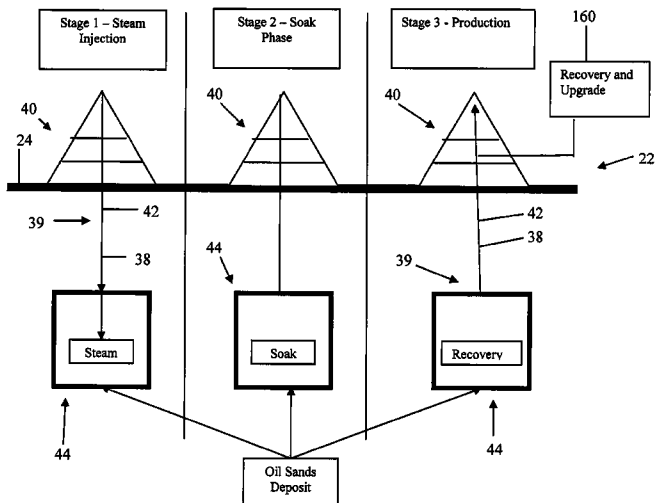 Stage 1 – Steam
Injection
Stage 2 – Soak
Phase
Stage 3 - Production
160
Recovery and
Upgrade
40
40
40
24
22
39
42
42
38
38
44
39
Steam
Soak
Recovery
44
44
Oil Sands
Deposit